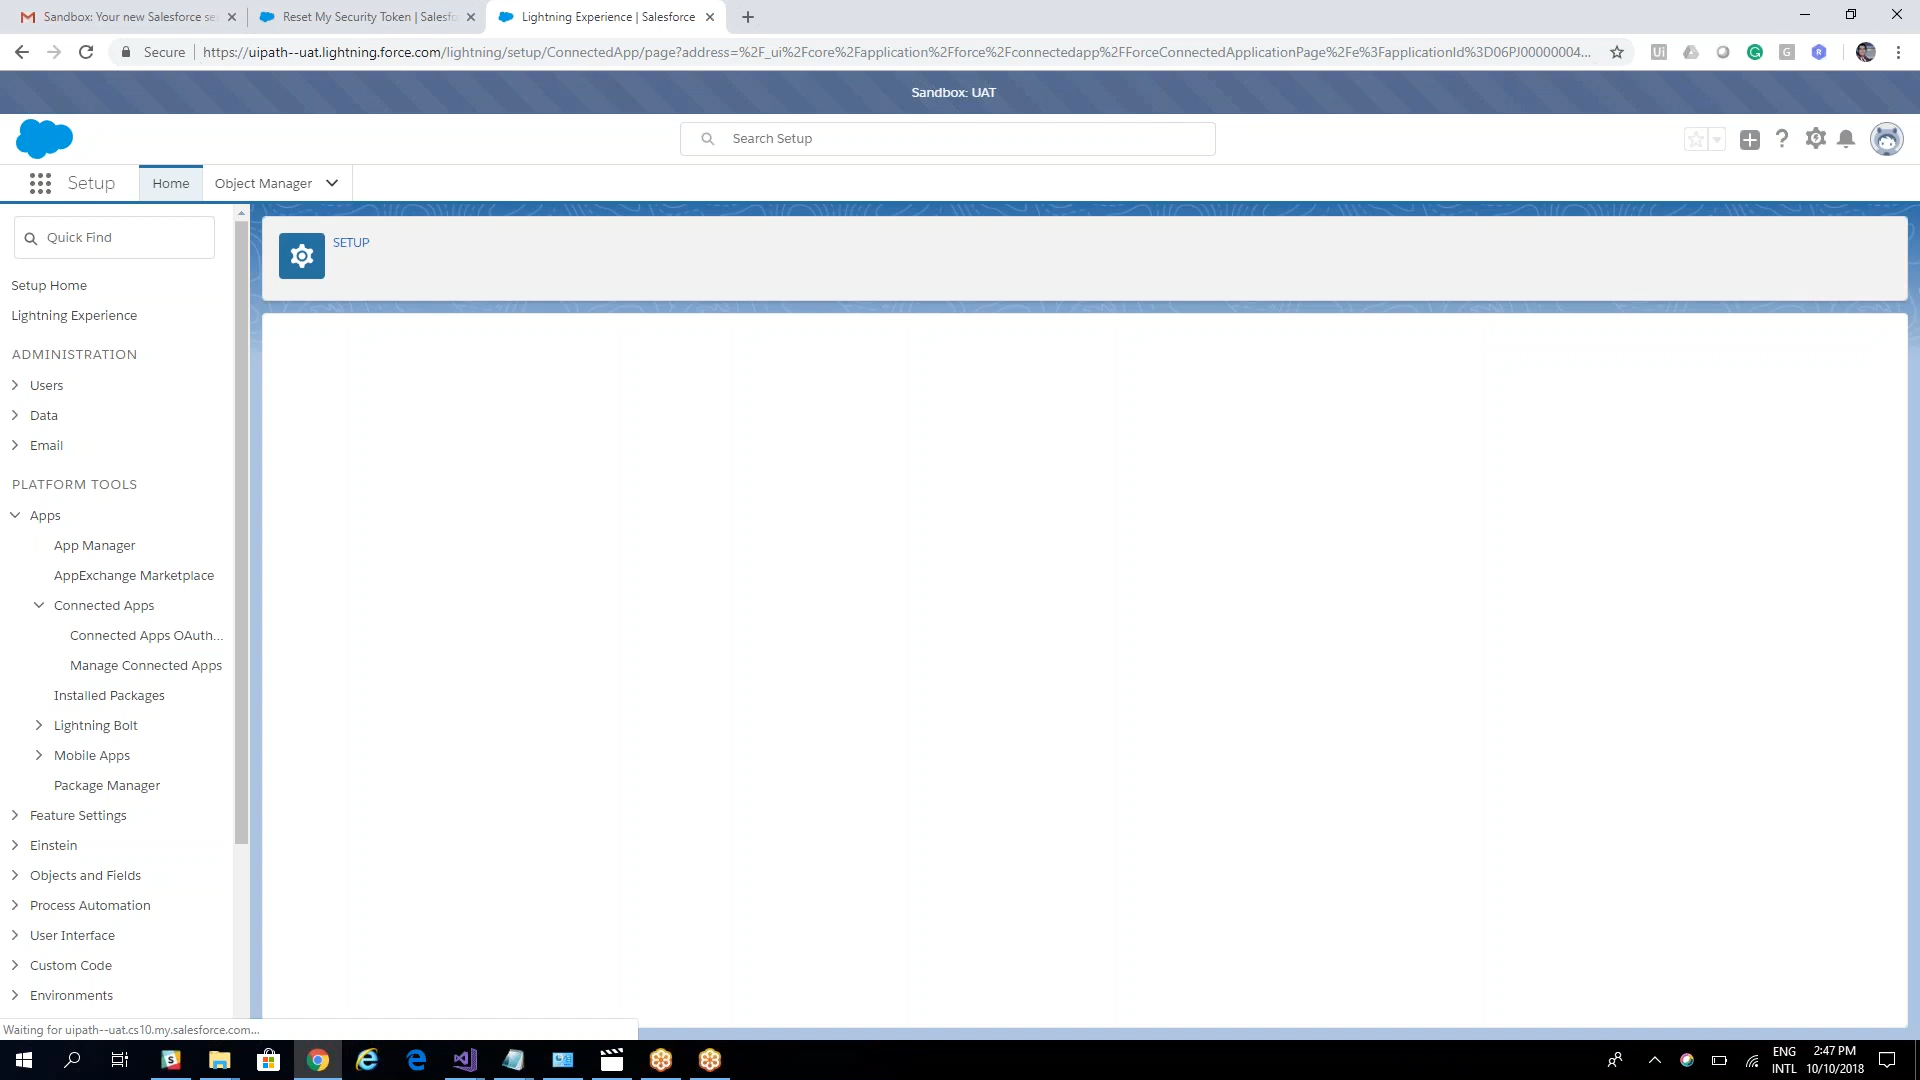 Sandbox: Your new Salesforce se
Reset My Security Token | Salesfo
Lightning Experience | Salesforce
Secure
https://uipath--uat.lightning.force.com/lightning/setup/ConnectedApp/page?address=%2F_ui%2Fcore%2Fapplication%2Fforce%2Fconnectedapp%2FForceConnectedApplicationPage%2Fe%3FapplicationId%3D06PJ00000004...
Sandbox: UAT
Search Setup
Setup
Home
Object Manager
Quick Find
SETUP
Setup Home
Lightning Experience
ADMINISTRATION
Users
Data
Email
PLATFORM TOOLS
Apps
App Manager
AppExchange Marketplace
Connected Apps
Connected Apps OAuth...
Manage Connected Apps
Installed Packages
Lightning Bolt
Mobile Apps
Package Manager
Feature Settings
Einstein
Objects and Fields
Process Automation
User Interface
Custom Code
Environments
Waiting for uipath--uat.cs10.my.salesforce.com...
ENG
INTL
2:47 PM
10/10/2018